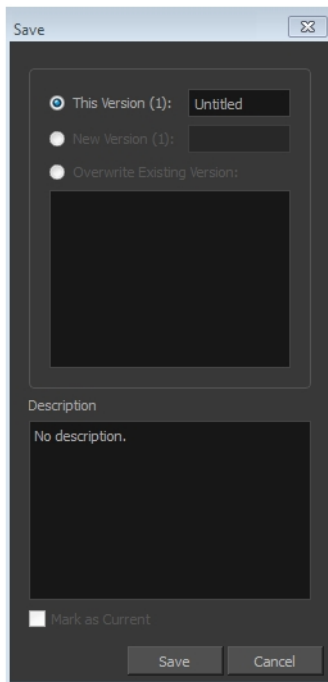 Save
This Version (1): Untitled
New Version (1):
Overwrite Existing Version:
Description
No description.
Mark as Current
Save Cancel